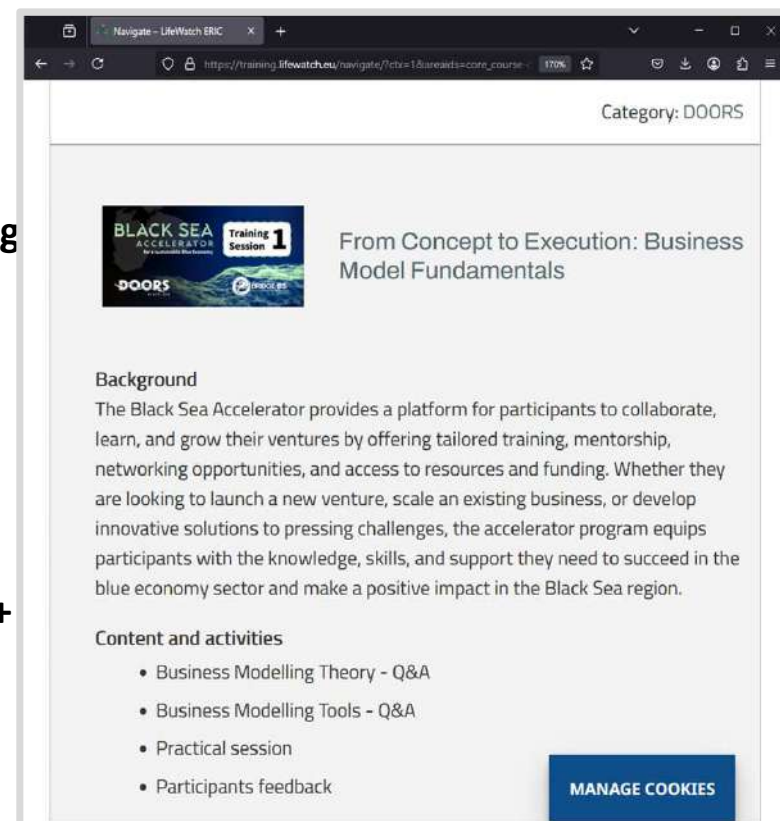 Navigate – LifeWatch ERIC
https://training.lifewatch.eu/navigate/?ctx=1&areaids=core_course-
170%
Category: DOORS
g
BLACK SEA
ACCELERATOR
for a sustainable Blue Economy
Training
Session 1
DOORS
BRIDGE-BS
From Concept to Execution: Business
Model Fundamentals
Background
The Black Sea Accelerator provides a platform for participants to collaborate,
learn, and grow their ventures by offering tailored training, mentorship,
networking opportunities, and access to resources and funding. Whether they
are looking to launch a new venture, scale an existing business, or develop
innovative solutions to pressing challenges, the accelerator program equips
participants with the knowledge, skills, and support they need to succeed in the
blue economy sector and make a positive impact in the Black Sea region.
+
Content and activities
• Business Modelling Theory - Q&A
• Business Modelling Tools - Q&A
• Practical session
• Participants feedback
MANAGE COOKIES